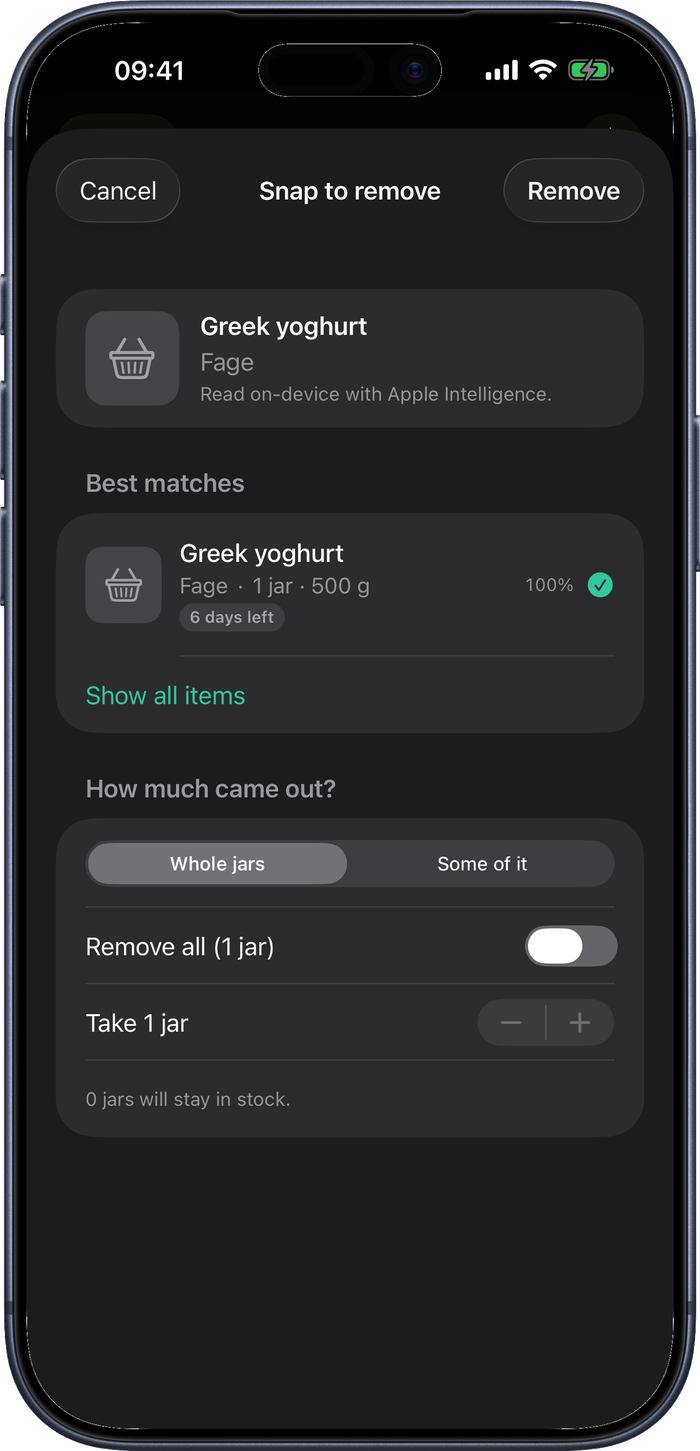 09:41
Cancel
Snap to remove
Remove
Greek yoghurt
Fage
Read on-device with Apple Intelligence.
Best matches
Greek yoghurt
Fage · 1 jar · 500 g
100%
6 days left
Show all items
How much came out?
Whole jars
Some of it
Remove all (1 jar)
Take 1 jar
0 jars will stay in stock.